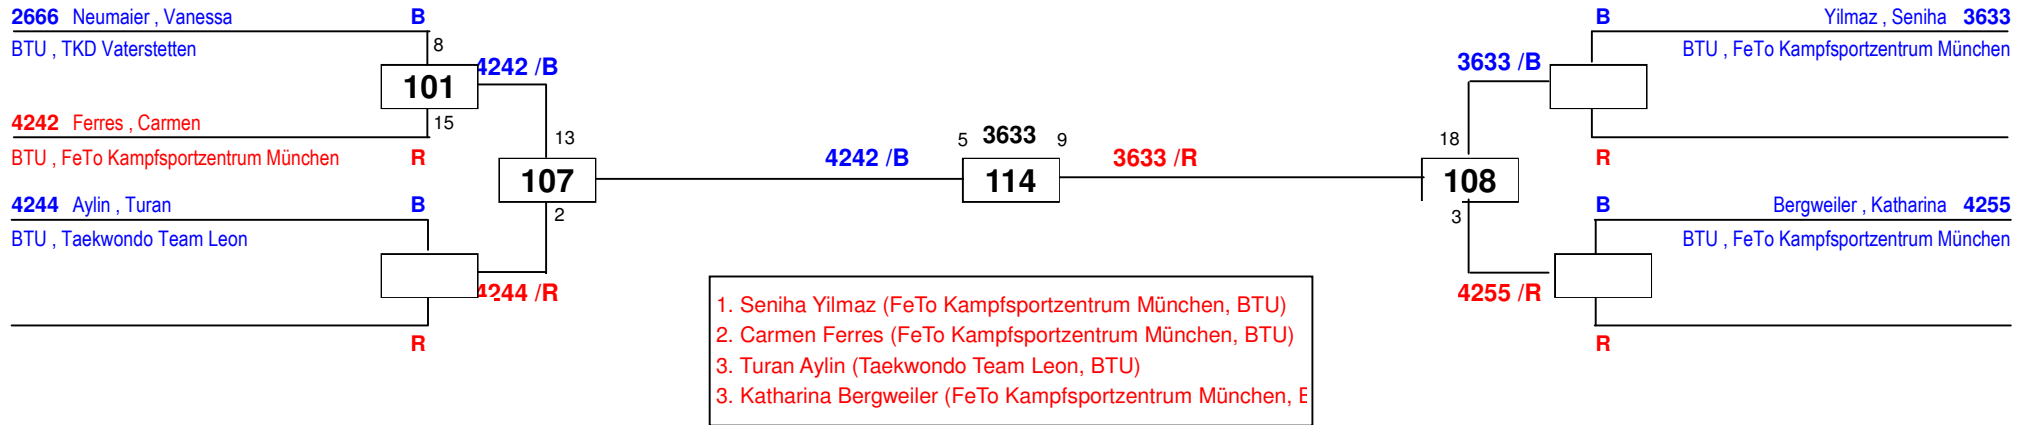 2666 Neumaier , Vanessa B
BTU , TKD Vaterstetten
8
101
4242 /B
4242 Ferres , Carmen
15
BTU , FeTo Kampfsportzentrum München R
13
107
2
4244 Aylin , Turan B
BTU , Taekwondo Team Leon
4244 /R
R
4242 /B
5 3633 9
114
3633 /R
B Yilmaz , Seniha 3633
BTU , FeTo Kampfsportzentrum München
3633 /B
R
18
108
3
B Bergweiler , Katharina 4255
BTU , FeTo Kampfsportzentrum München
4255 /R
R
1. Seniha Yilmaz (FeTo Kampfsportzentrum München, BTU)
2. Carmen Ferres (FeTo Kampfsportzentrum München, BTU)
3. Turan Aylin (Taekwondo Team Leon, BTU)
3. Katharina Bergweiler (FeTo Kampfsportzentrum München,